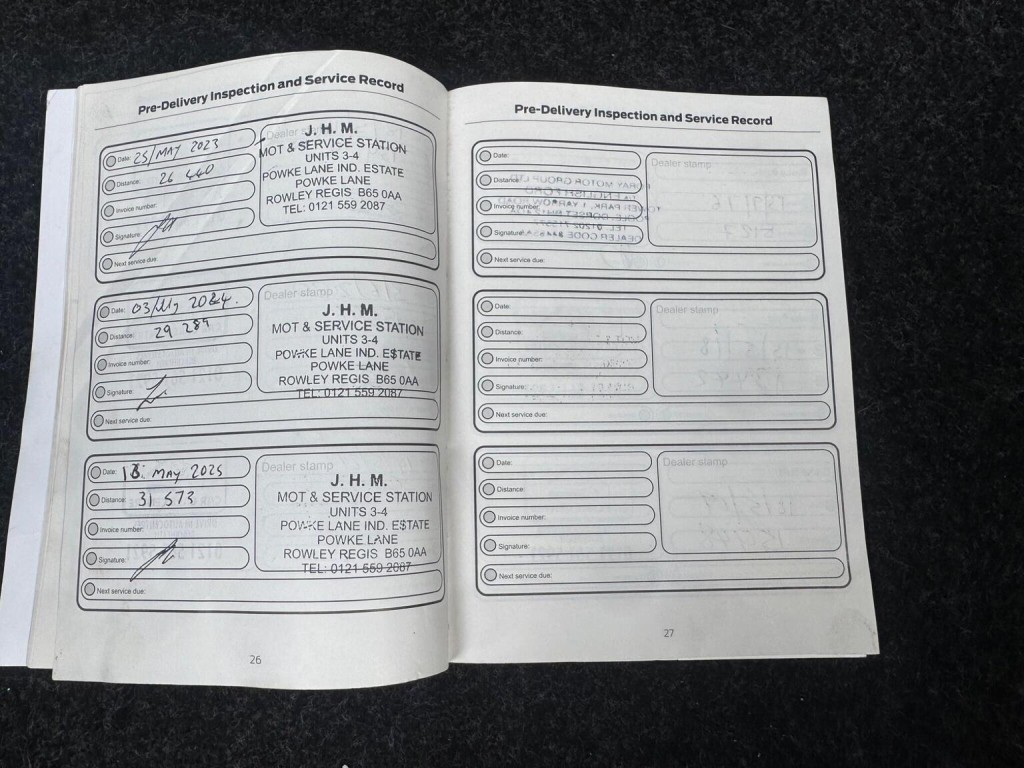 Pre-Delivery Inspection and Service Record
Date: 25/MAY 2023
Distance: 26 440
Invoice number:
Signature:
Next service due:
Dealer stamp
J. H. M.
MOT & SERVICE STATION
UNITS 3-4
POWKE LANE IND. ESTATE
POWKE LANE
ROWLEY REGIS B65 0AA
TEL: 0121 559 2087
Date: 03/ 2024.
Distance: 29 289
Invoice number:
Signature:
Next service due:
Dealer stamp
J. H. M.
MOT & SERVICE STATION
UNITS 3-4
POWKE LANE IND. ESTATE
POWKE LANE
ROWLEY REGIS B65 0AA
TEL: 0121 559 2087
Date: MAY 2025
Distance: 31 573
Invoice number:
Signature:
Next service due:
Dealer stamp
J. H. M.
MOT & SERVICE STATION
UNITS 3-4
POWKE LANE IND. ESTATE
POWKE LANE
ROWLEY REGIS B65 0AA
TEL: 0121 559 2087
26
Pre-Delivery Inspection and Service Record
Date:
Distance:
Invoice number:
Signature:
Next service due:
Dealer stamp
Date:
Distance:
Invoice number:
Signature:
Next service due:
Dealer stamp
Date:
Distance:
Invoice number:
Signature:
Next service due:
Dealer stamp
27